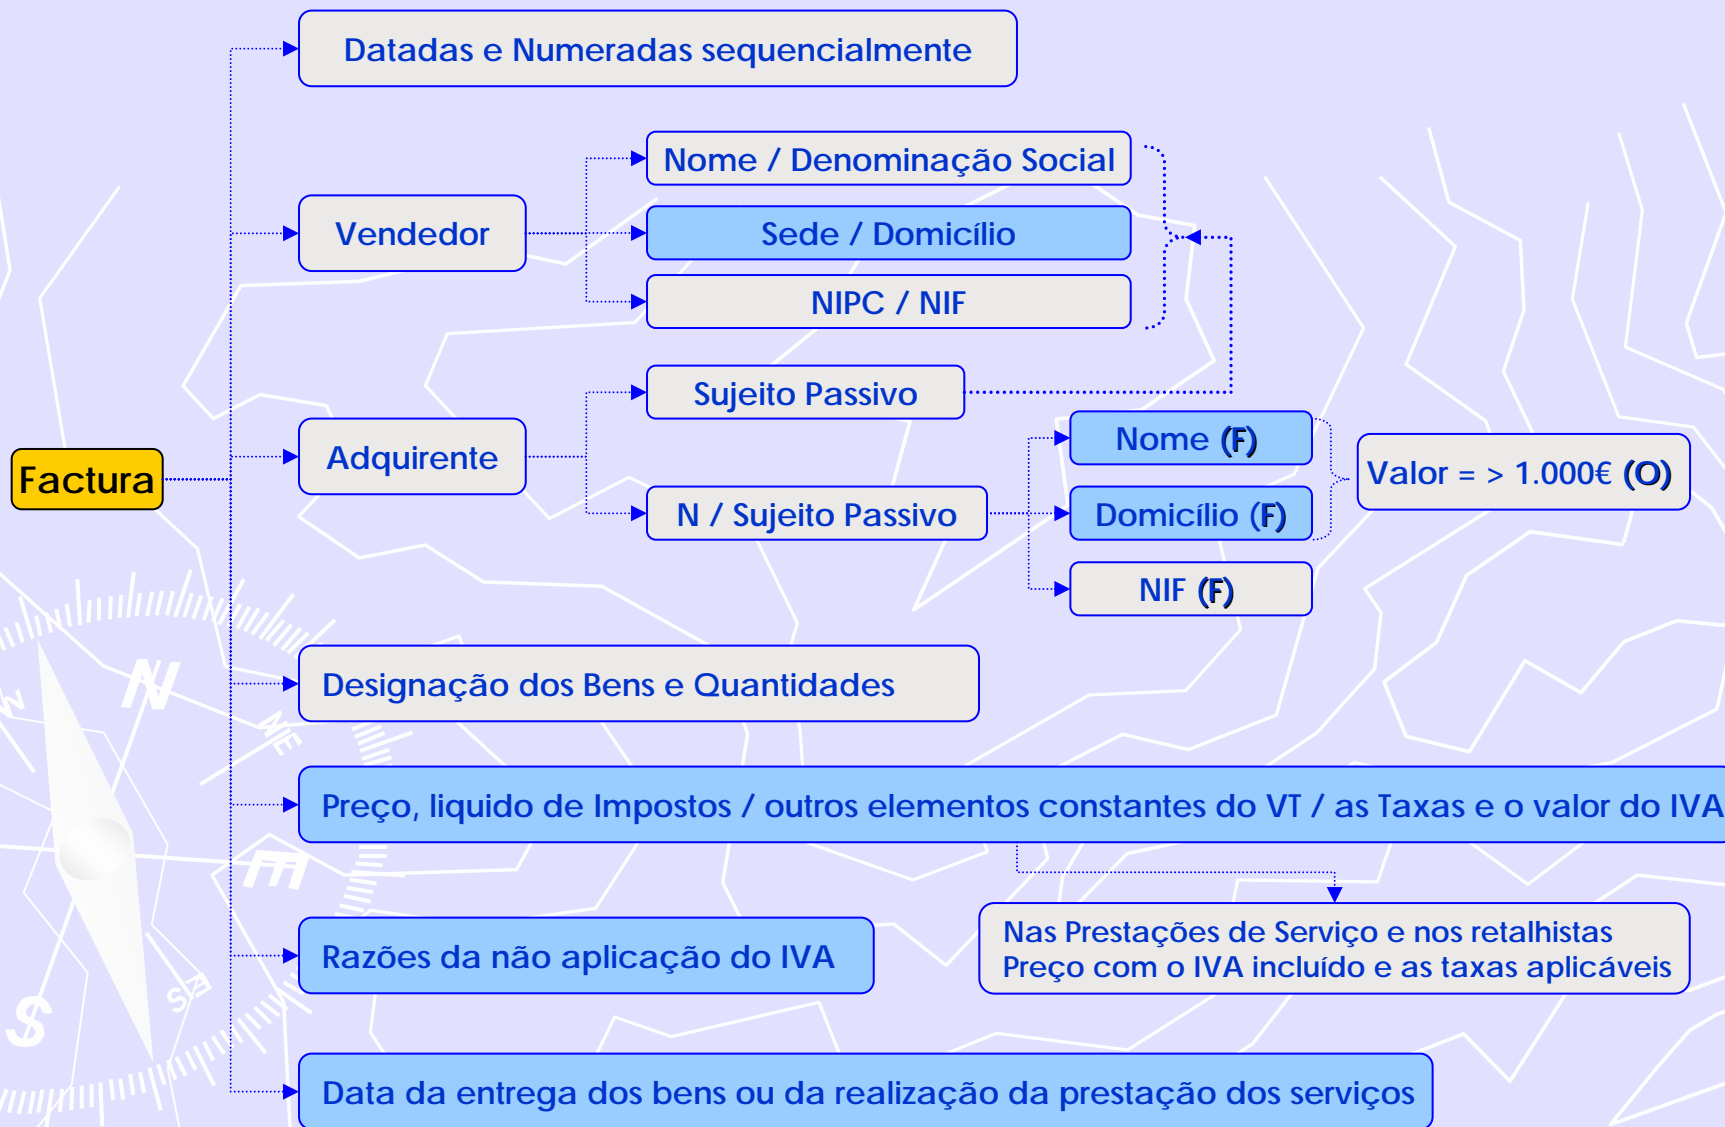 Datadas e Numeradas sequencialmente
Nome / Denominação Social
Vendedor
Sede / Domicílio
NIPC / NIF
Sujeito Passivo
Factura
Adquirente
N / Sujeito Passivo
Nome (F)
Domicílio (F)
NIF (F)
Valor = > 1.000€ (O)
Designação dos Bens e Quantidades
Preço, liquido de Impostos / outros elementos constantes do VT / as Taxas e o valor do IVA
Nas Prestações de Serviço e nos retalhistas
Preço com o IVA incluído e as taxas aplicáveis
Razões da não aplicação do IVA
Data da entrega dos bens ou da realização da prestação dos serviços
N
NE
E
SE
S